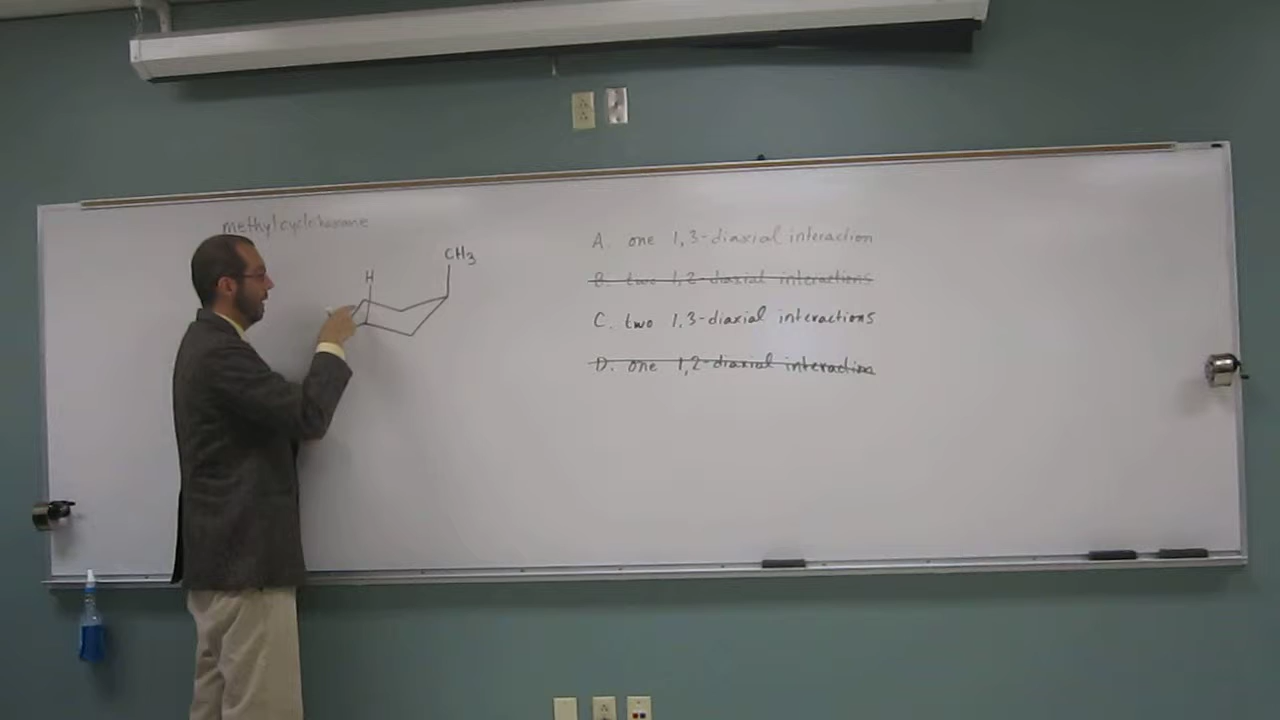 methylcyclohexane
CH3
H
A. one 1,3-diaxial interaction
B. two 1,2-diaxial interactions
C. two 1,3-diaxial interactions
D. one 1,2-diaxial interaction